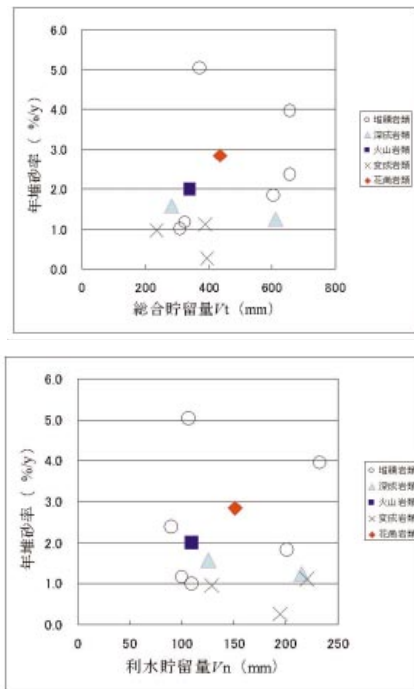 6.0
5.0
4.0
3.0
2.0
1.0
0.0
年堆砂率（ %/y）
0 200 400 600 800
総合貯留量Vt（mm）
○堆積岩類
深成岩類
火山岩類
変成岩類
花崗岩類
6.0
5.0
4.0
3.0
2.0
1.0
0.0
年堆砂率（ %/y）
0 50 100 150 200 250
利水貯留量Vn（mm）
○堆積岩類
深成岩類
火山岩類
変成岩類
花崗岩類